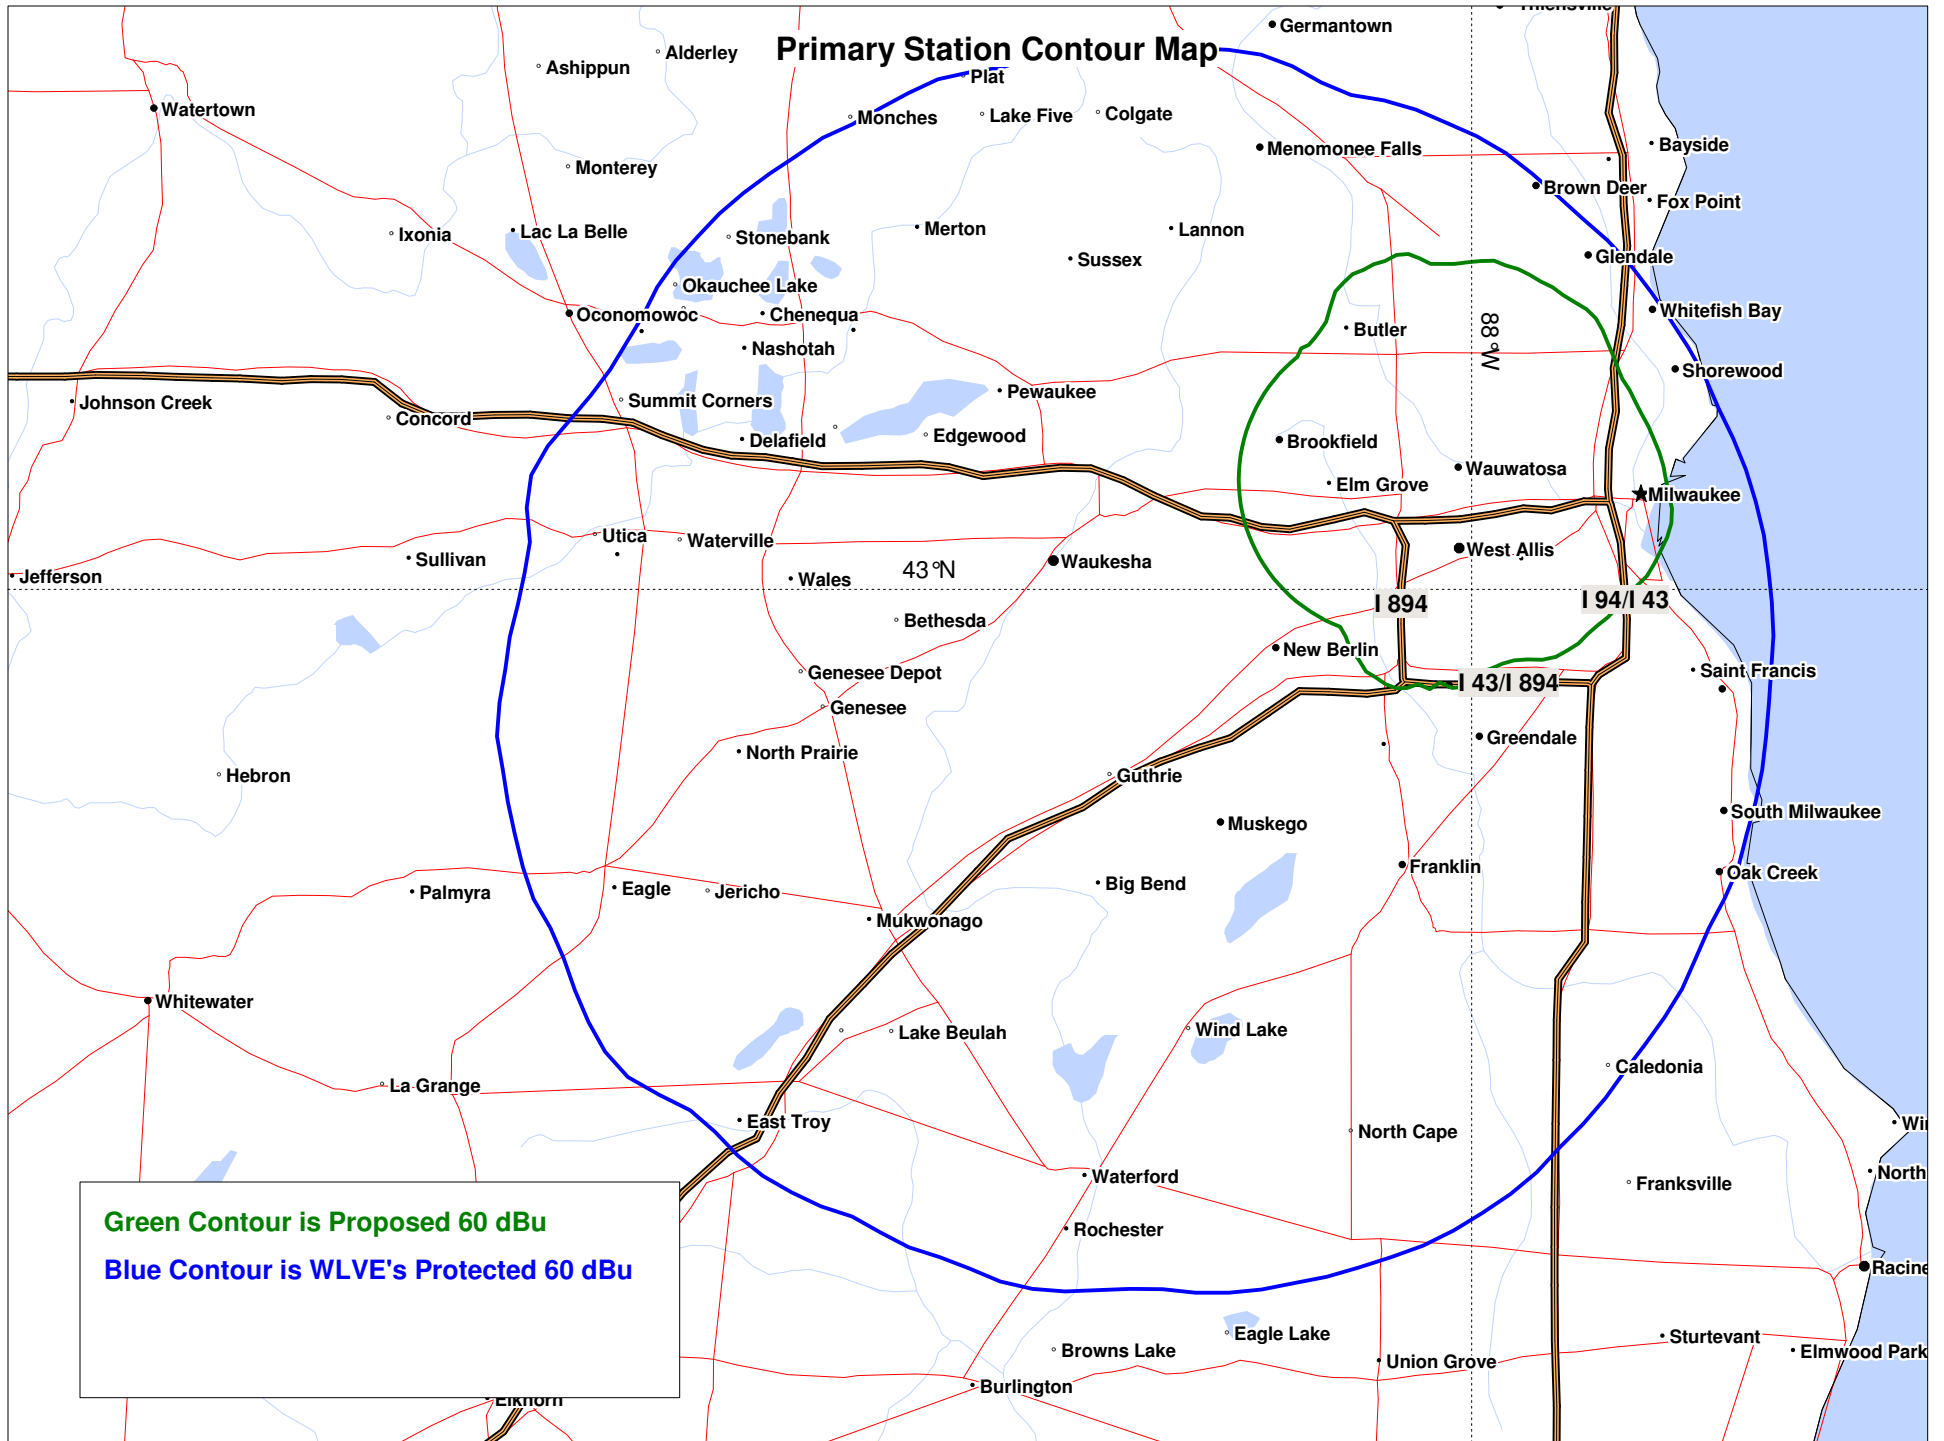 Thiensville
Germantown
Primary Station Contour Map
Alderley
Ashippun
Plat
Watertown
Monches
Lake Five
Colgate
Bayside
Menomonee Falls
Monterey
Brown Deer
Fox Point
Ixonia
Lac La Belle
Stonebank
Merton
Lannon
Sussex
Glendale
Okauchee Lake
Oconomowoc
Chenequa
Whitefish Bay
Butler
88°W
Nashotah
Shorewood
Johnson Creek
Concord
Summit Corners
Pewaukee
Delafield
Edgewood
Brookfield
Wauwatosa
Elm Grove
Milwaukee
Utica
Waterville
West Allis
Sullivan
Waukesha
Jefferson
Wales
43°N
I 894
I 94/I 43
Bethesda
New Berlin
Genesee Depot
Saint Francis
I 43/I 894
Genesee
Greendale
North Prairie
Hebron
Guthrie
South Milwaukee
Muskego
Franklin
Oak Creek
Palmyra
Eagle
Jericho
Big Bend
Mukwonago
Whitewater
Lake Beulah
Wind Lake
Caledonia
La Grange
East Troy
North Cape
Win
North
Waterford
Franksville
Green Contour is Proposed 60 dBu
Rochester
Blue Contour is WLVE's Protected 60 dBu
Racine
Eagle Lake
Sturtevant
Browns Lake
Elmwood Park
Union Grove
Burlington
Elkhorn